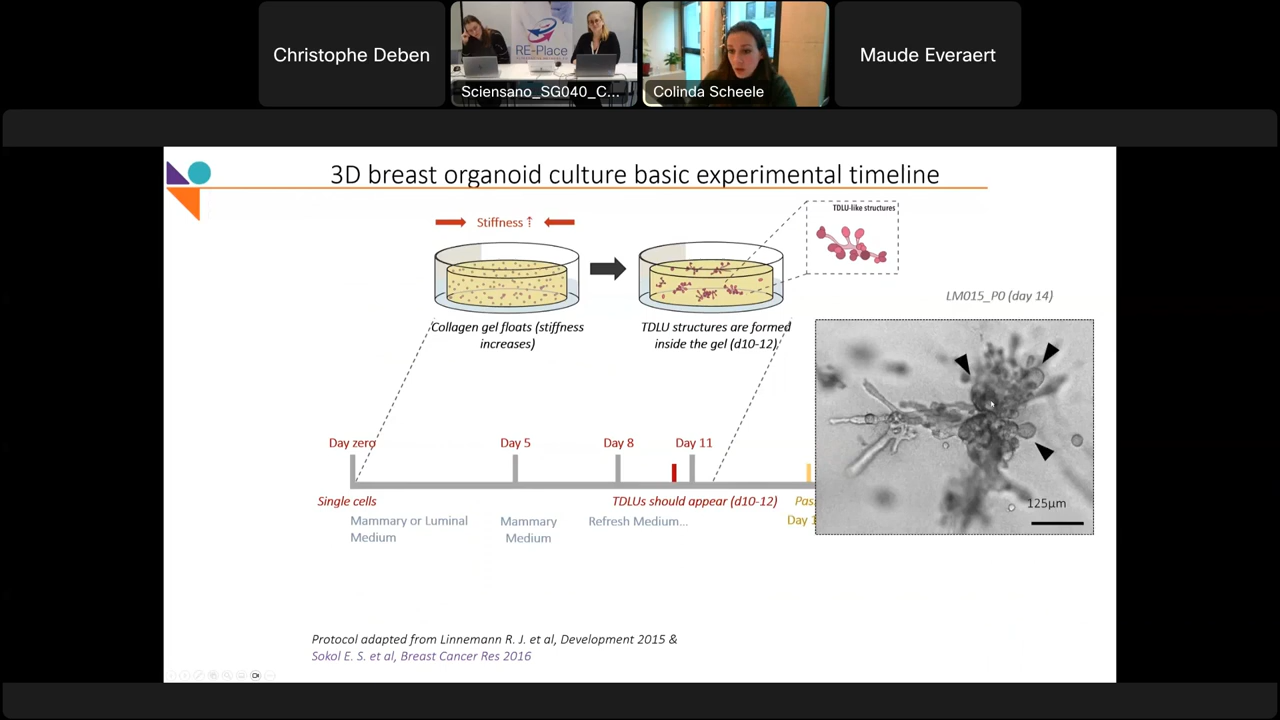 Christophe Deben
RE-Place
Sciensano_SG040_C...
Colinda Scheele
Maude Everaert
3D breast organoid culture basic experimental timeline
Stiffness↑
TDLU-like structures
LM015_P0 (day 14)
Collagen gel floats (stiffness
increases)
TDLU structures are formed
inside the gel (d10-12)
Day zero
Day 5
Day 8
Day 11
Single cells
TDLUs should appear (d10-12)
Pas
Mammary or Luminal
Medium
Mammary
Medium
Refresh Medium...
Day 1
125µm
Protocol adapted from Linnemann R. J. et al, Development 2015 &
Sokol E. S. et al, Breast Cancer Res 2016